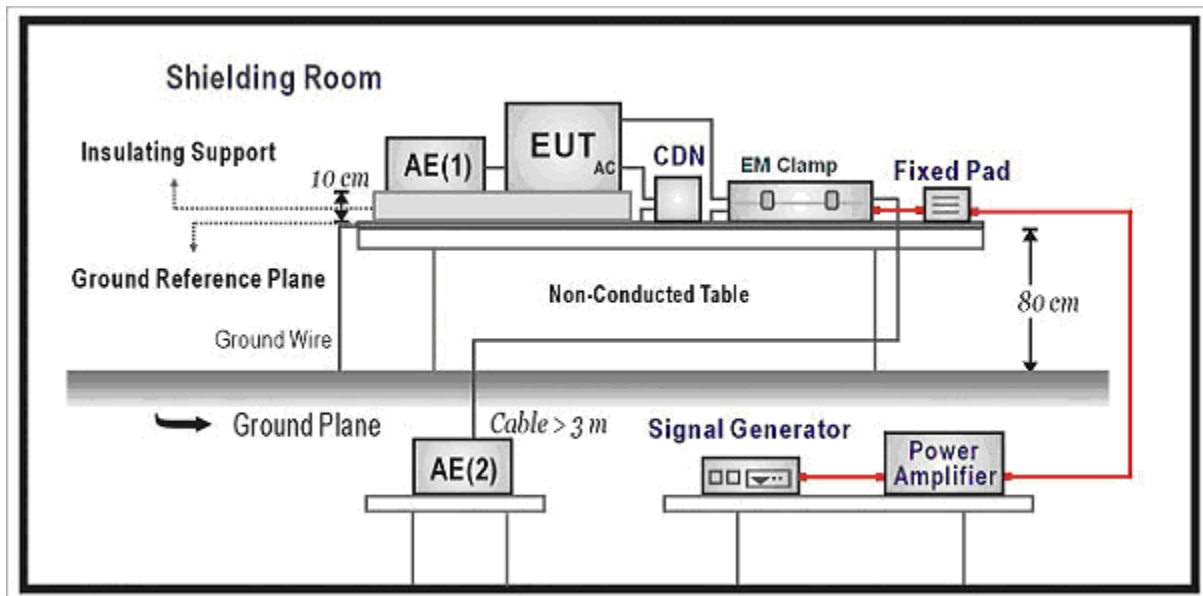 Shielding Room
Insulating Support
10 cm
AE(1)
EUT
AC
CDN
EM Clamp
Fixed Pad
Ground Reference Plane
Non-Conducted Table
80 cm
Ground Wire
Ground Plane
Cable > 3 m
AE(2)
Signal Generator
Power
Amplifier